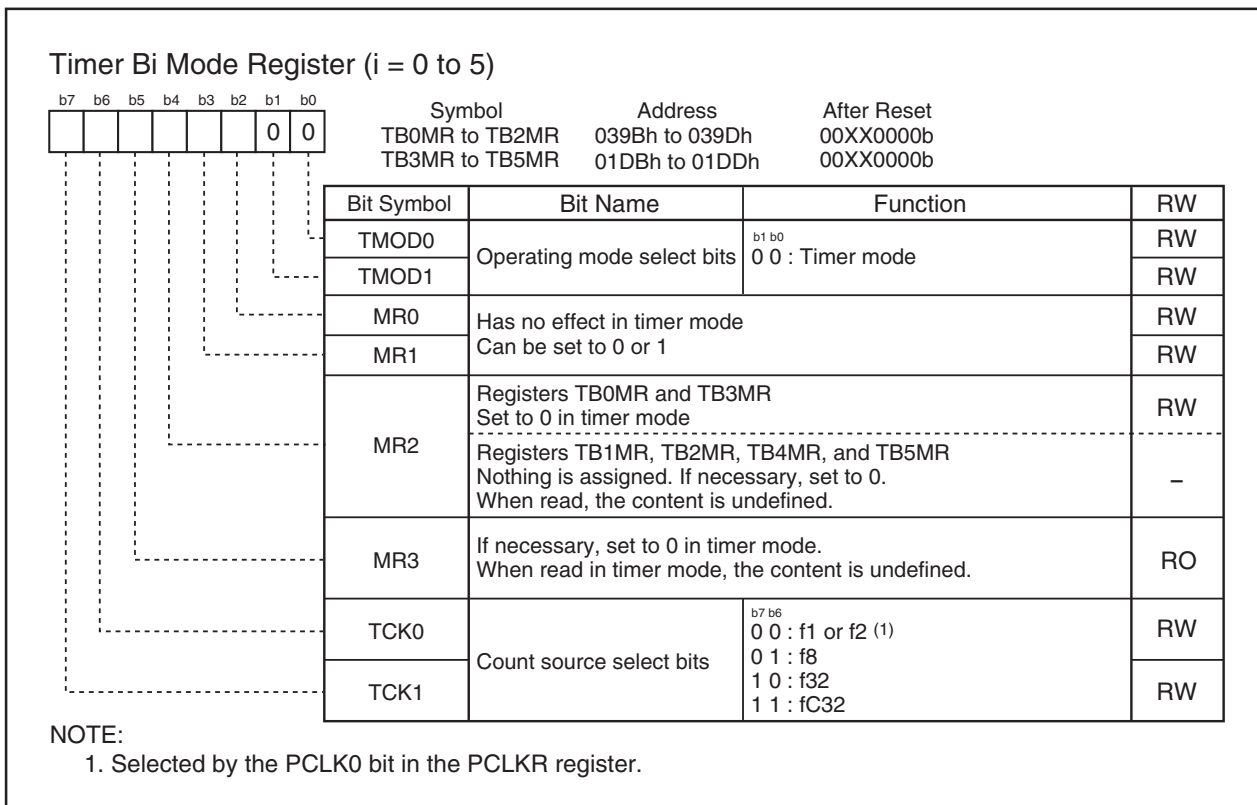 Timer Bi Mode Register (i = 0 to 5)
b7 b6 b5 b4 b3 b2 b1 b0
0 0
Symbol Address After Reset
TB0MR to TB2MR 039Bh to 039Dh 00XX0000b
TB3MR to TB5MR 01DBh to 01DDh 00XX0000b
Bit Symbol Bit Name Function RW
TMOD0 Operating mode select bits b1 b0 RW
0 0 : Timer mode
TMOD1 RW
MR0 Has no effect in timer mode RW
MR1 Can be set to 0 or 1 RW
MR2 Registers TB0MR and TB3MR RW
Set to 0 in timer mode
Registers TB1MR, TB2MR, TB4MR, and TB5MR
Nothing is assigned. If necessary, set to 0. –
When read, the content is undefined.
MR3 If necessary, set to 0 in timer mode. RO
When read in timer mode, the content is undefined.
TCK0 Count source select bits b7 b6 RW
0 0 : f1 or f2 (1)
0 1 : f8
TCK1 1 0 : f32 RW
1 1 : fC32
NOTE:
1. Selected by the PCLK0 bit in the PCLKR register.